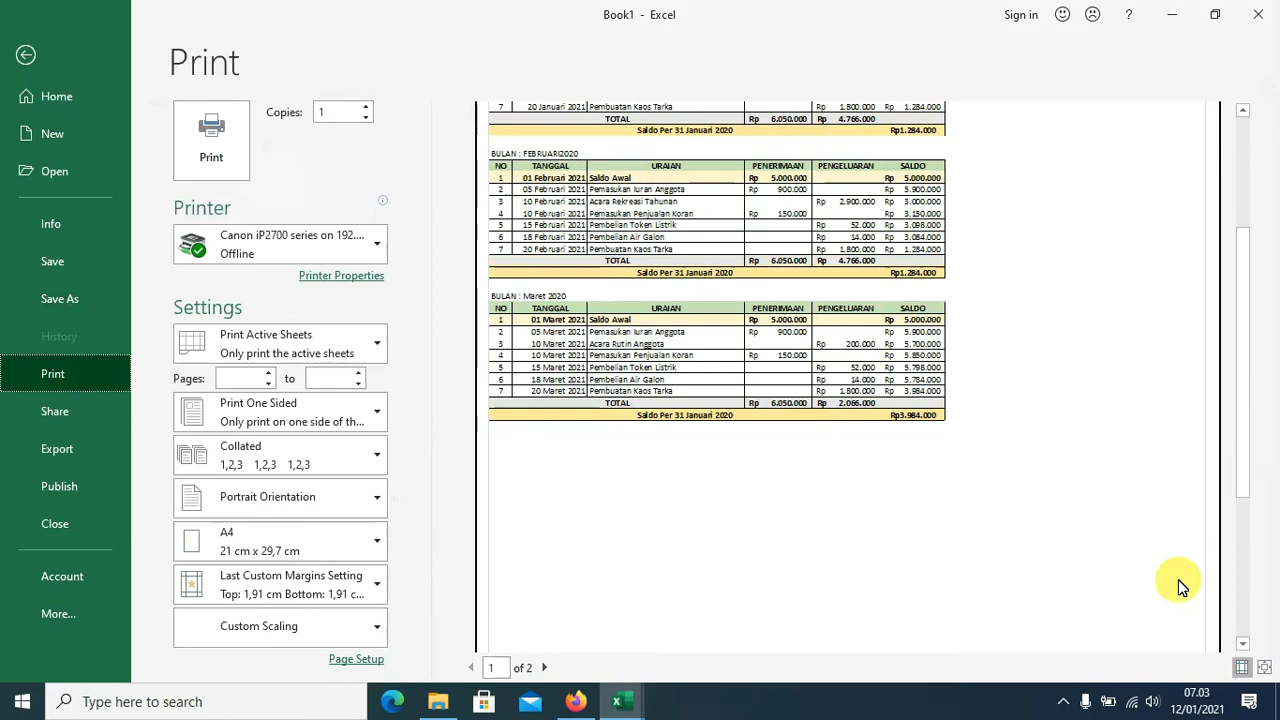 Book1 - Excel
Sign in
?
Print
Home
New
Open
Info
Save
Save As
History
Print
Share
Export
Publish
Close
Account
More...
Print
Copies: 1
Printer
Canon iP2700 series on 192....
Offline
Printer Properties
Settings
Print Active Sheets
Only print the active sheets
Pages: to
Print One Sided
Only print on one side of th...
Collated
1,2,3 1,2,3 1,2,3
Portrait Orientation
A4
21 cm x 29,7 cm
Last Custom Margins Setting
Top: 1,91 cm Bottom: 1,91 c...
Custom Scaling
Page Setup
7 20 Januari 2021 Pembuatan Kaos Tarka Rp 1.800.000 Rp 1.284.000
TOTAL Rp 6.050.000 Rp 4.766.000
Saldo Per 31 Januari 2020 Rp1.284.000
BULAN : FEBRUARI2020
NO TANGGAL URAIAN PENERIMAAN PENGELUARAN SALDO
1 01 Februari 2021 Saldo Awal Rp 5.000.000 Rp 5.000.000
2 05 Februari 2021 Pemasukan Iuran Anggota Rp 900.000 Rp 5.900.000
3 10 Februari 2021 Acara Rekreasi Tahunan Rp 2.900.000 Rp 3.000.000
4 10 Februari 2021 Pemasukan Penjualan Koran Rp 150.000 Rp 3.150.000
5 15 Februari 2021 Pembelian Token Listrik Rp 52.000 Rp 3.098.000
6 18 Februari 2021 Pembelian Air Galon Rp 14.000 Rp 3.084.000
7 20 Februari 2021 Pembuatan Kaos Tarka Rp 1.800.000 Rp 1.284.000
TOTAL Rp 6.050.000 Rp 4.766.000
Saldo Per 31 Januari 2020 Rp1.284.000
BULAN : Maret 2020
NO TANGGAL URAIAN PENERIMAAN PENGELUARAN SALDO
1 01 Maret 2021 Saldo Awal Rp 5.000.000 Rp 5.000.000
2 05 Maret 2021 Pemasukan Iuran Anggota Rp 900.000 Rp 5.900.000
3 10 Maret 2021 Acara Rutin Anggota Rp 200.000 Rp 5.700.000
4 10 Maret 2021 Pemasukan Penjualan Koran Rp 150.000 Rp 5.850.000
5 15 Maret 2021 Pembelian Token Listrik Rp 52.000 Rp 5.798.000
6 18 Maret 2021 Pembelian Air Galon Rp 14.000 Rp 5.784.000
7 20 Maret 2021 Pembuatan Kaos Tarka Rp 1.800.000 Rp 3.984.000
TOTAL Rp 6.050.000 Rp 2.066.000
Saldo Per 31 Januari 2020 Rp3.984.000
1 of 2
Type here to search
07.03
12/01/2021